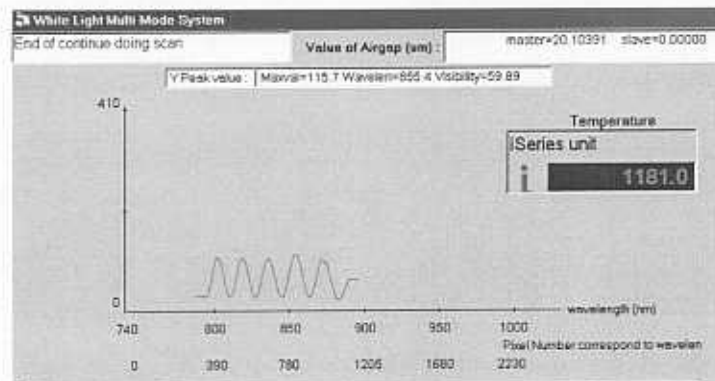 White Light Multi Mode System
End of continue doing scan
Value of Airgap (um) :
master=20.10391 slave=0.00000
Y Peak value : Maxval=115.7 Wavelen=855.4 Visibility=59.89
410
Temperature
iSeries unit
i 1181.0
0
wavelength (nm)
740 800 850 900 950 1000
Pixel Number correspond to wavelen
0 390 780 1205 1680 2230